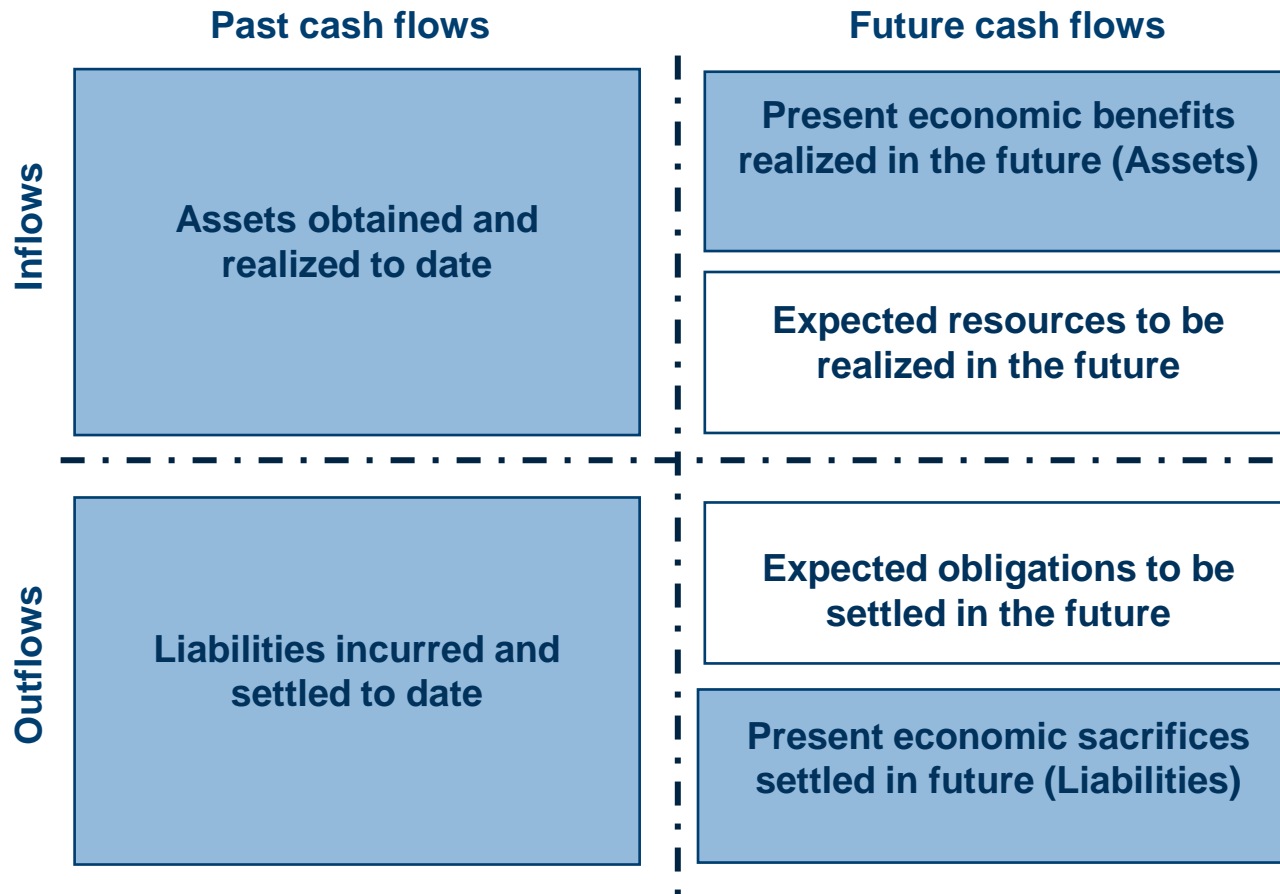 Past cash flows
Future cash flows
Inflows
Assets obtained and
realized to date
Present economic benefits
realized in the future (Assets)
Expected resources to be
realized in the future
Outflows
Liabilities incurred and
settled to date
Expected obligations to be
settled in the future
Present economic sacrifices
settled in future (Liabilities)